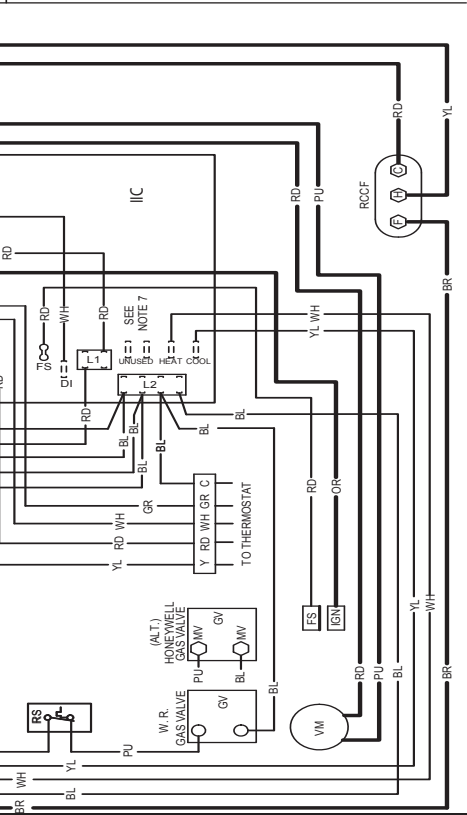 RD
YL
C
H
F
RCCF
BR
IIC
RD
PU
RD
RD
WH
RD
SEE
NOTE 7
WH
YL
FS
DI
L1
UNUSED
HEAT
COOL
L2
RD
BL
BL
BL
BL
BL
BL
Y RD WH GR C
TO THERMOSTAT
GR
WH
RD
YL
RD
OR
FS
IGN
(ALT.)
HONEYWELL
GAS VALVE
GV
MV
MV
PU
BL
YL
WH
W. R.
GAS VALVE
GV
BL
RS
PU
VM
RD
PU
BL
BR
YL
WH
BL
BR